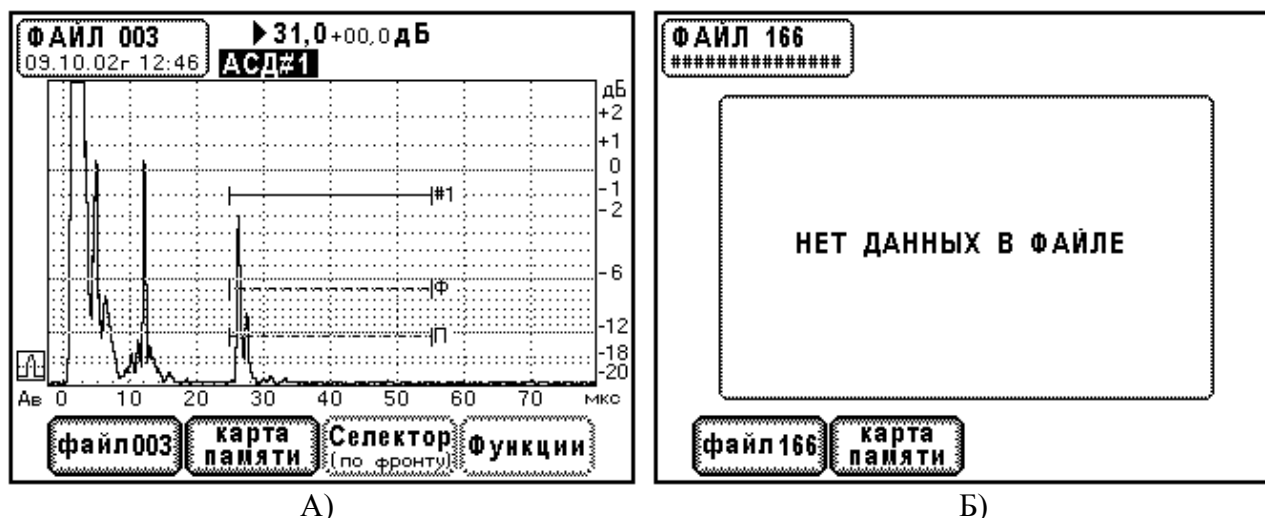 ФАЙЛ 003
09.10.02г 12:46
31,0+00,0дБ
АСД#1
дБ
+2
+1
0
-1
#1
-2
-6
Ф
-12
П
-18
-20
Ав 0 10 20 30 40 50 60 70 мкс
файл003
карта
памяти
Селектор
(по фронту)
Функции
А)
ФАЙЛ 166
###############
НЕТ ДАННЫХ В ФАЙЛЕ
файл166
карта
памяти
Б)